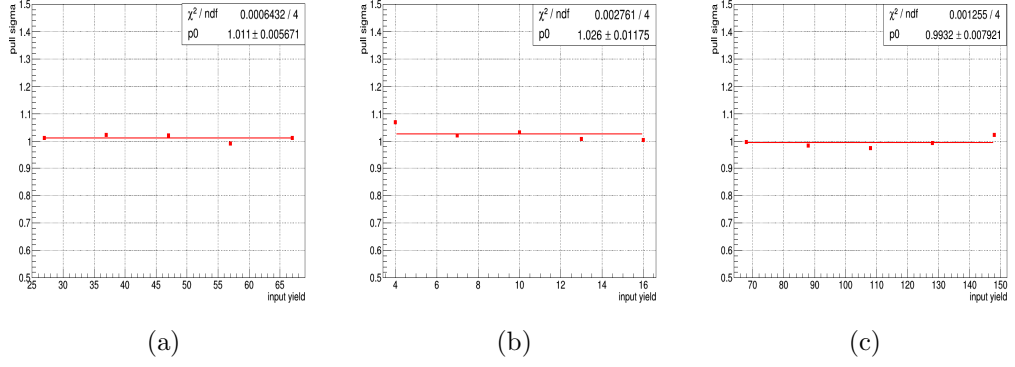 pull sigma
1.5
1.4
1.3
1.2
1.1
1
0.9
0.8
0.7
0.6
0.5
25 30 35 40 45 50 55 60 65
input yield
χ² / ndf 0.0006432 / 4
p0 1.011 ± 0.005671
(a)
pull sigma
1.5
1.4
1.3
1.2
1.1
1
0.9
0.8
0.7
0.6
0.5
4 6 8 10 12 14 16
input yield
χ² / ndf 0.002761 / 4
p0 1.026 ± 0.01175
(b)
pull sigma
1.5
1.4
1.3
1.2
1.1
1
0.9
0.8
0.7
0.6
0.5
70 80 90 100 110 120 130 140 150
input yield
χ² / ndf 0.001255 / 4
p0 0.9932 ± 0.007921
(c)